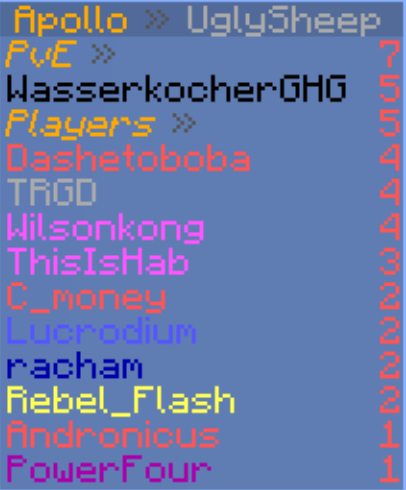 Apollo » UglySheep
PvE » 7
WasserkocherGHG 5
Players » 5
Dashetoboba 4
TRGD 4
Wilsonkong 4
ThisIsHab 3
C_money 2
Lucrodium 2
racham 2
Rebel_Flash 2
Andronicus 1
PowerFour 1